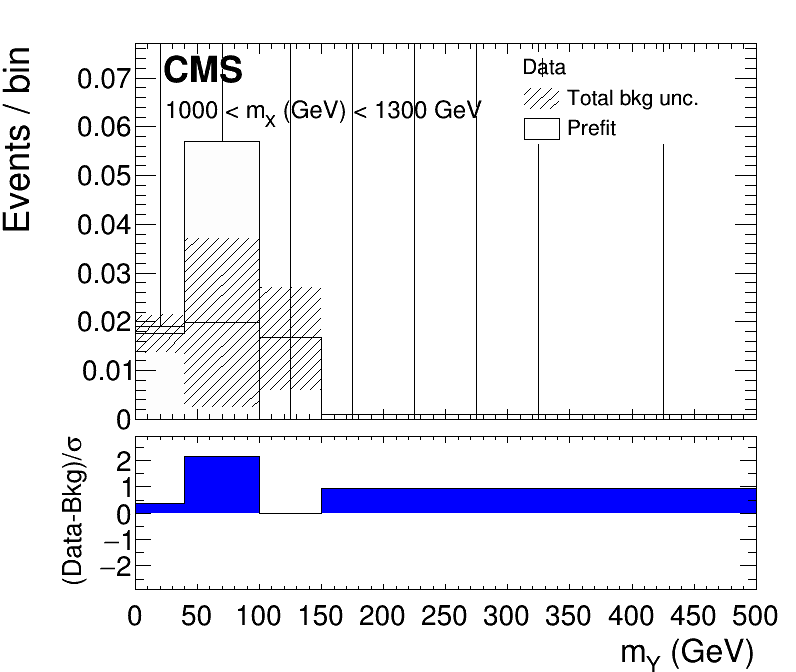 Events / bin
0.07
0.06
0.05
0.04
0.03
0.02
0.01
0
CMS
1000 < mX (GeV) < 1300 GeV
Data
Total bkg unc.
Prefit
(Data-Bkg)/σ
2
1
0
−1
−2
0 50 100 150 200 250 300 350 400 450 500
mY (GeV)